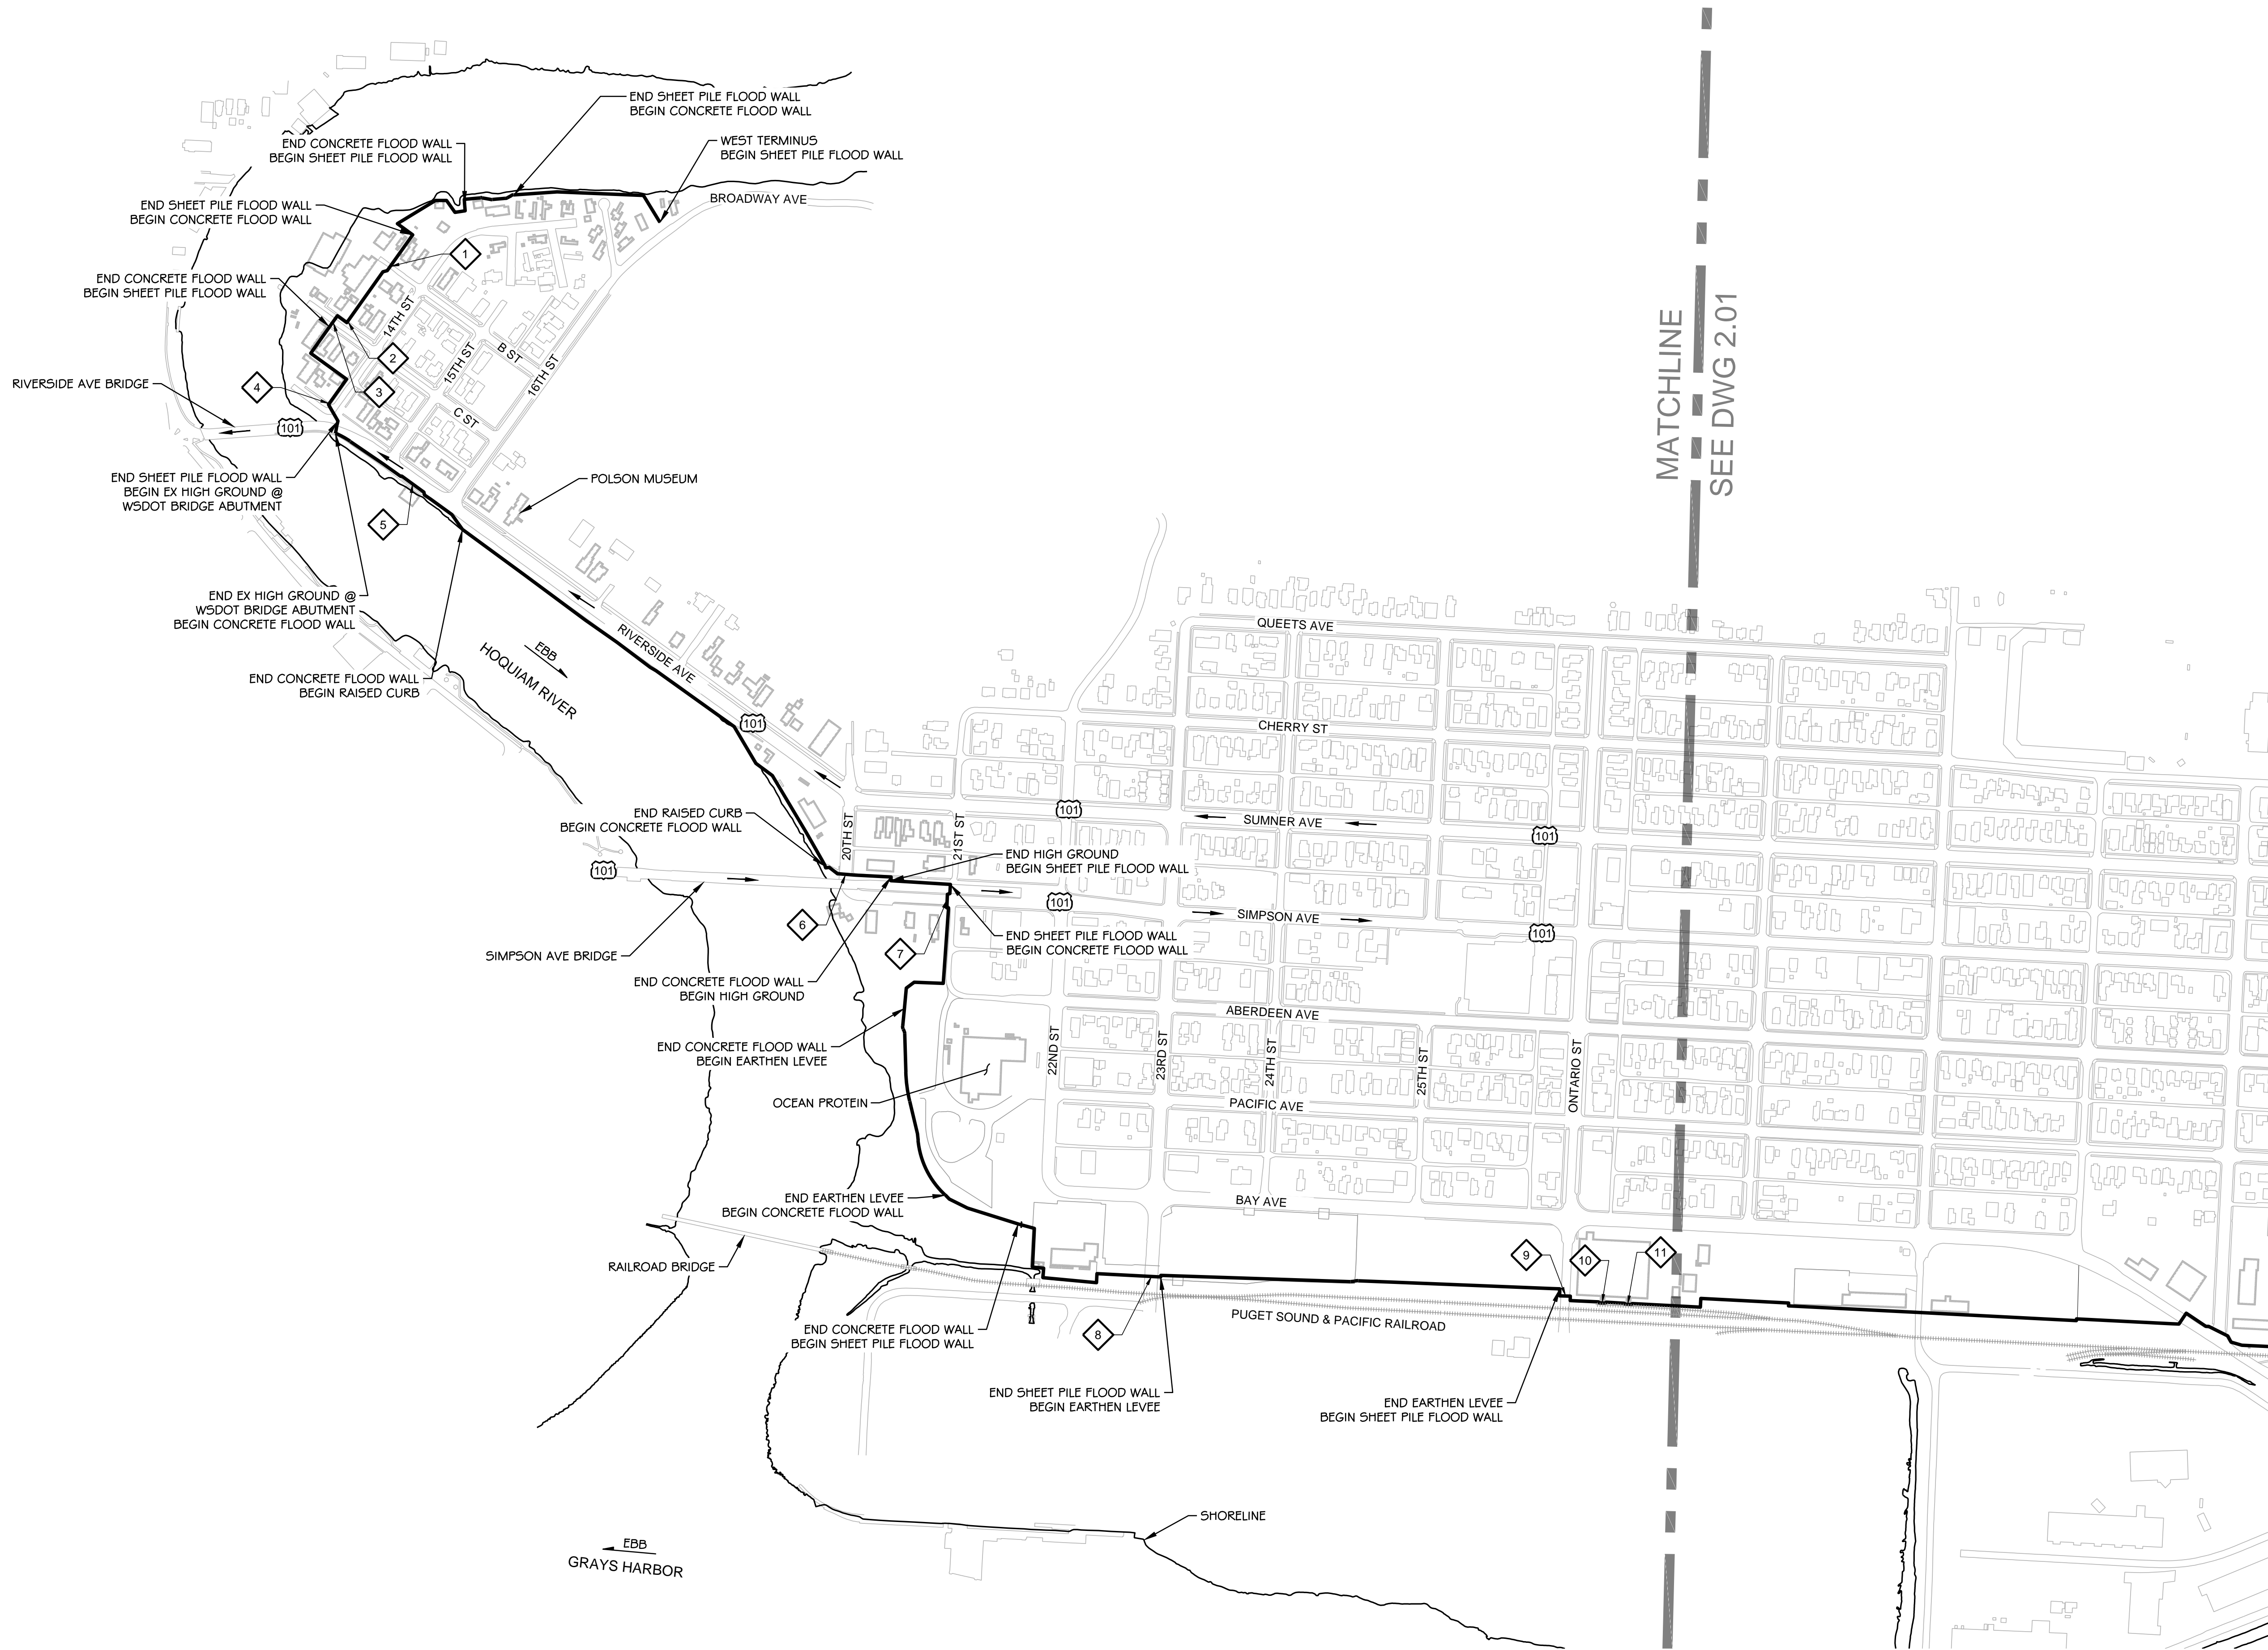 END SHEET PILE FLOOD WALL
BEGIN CONCRETE FLOOD WALL
END CONCRETE FLOOD WALL
BEGIN SHEET PILE FLOOD WALL
WEST TERMINUS
BEGIN SHEET PILE FLOOD WALL
BROADWAY AVE
END SHEET PILE FLOOD WALL
BEGIN CONCRETE FLOOD WALL
1
END CONCRETE FLOOD WALL
BEGIN SHEET PILE FLOOD WALL
14TH ST
2
15TH ST
B ST
16TH ST
3
4
RIVERSIDE AVE BRIDGE
101
C ST
MATCHLINE
SEE DWG 2.01
END SHEET PILE FLOOD WALL
BEGIN EX HIGH GROUND @
WSDOT BRIDGE ABUTMENT
POLSON MUSEUM
5
END EX HIGH GROUND @
WSDOT BRIDGE ABUTMENT
BEGIN CONCRETE FLOOD WALL
END CONCRETE FLOOD WALL
BEGIN RAISED CURB
EBB
HOQUIAM RIVER
RIVERSIDE AVE
101
QUEETS AVE
CHERRY ST
END RAISED CURB
BEGIN CONCRETE FLOOD WALL
20TH ST
21ST ST
101
SUMNER AVE
101
END HIGH GROUND
BEGIN SHEET PILE FLOOD WALL
101
101
SIMPSON AVE
101
6
7
END SHEET PILE FLOOD WALL
BEGIN CONCRETE FLOOD WALL
SIMPSON AVE BRIDGE
END CONCRETE FLOOD WALL
BEGIN HIGH GROUND
ABERDEEN AVE
END CONCRETE FLOOD WALL
BEGIN EARTHEN LEVEE
22ND ST
23RD ST
24TH ST
25TH ST
ONTARIO ST
OCEAN PROTEIN
PACIFIC AVE
END EARTHEN LEVEE
BEGIN CONCRETE FLOOD WALL
BAY AVE
RAILROAD BRIDGE
9
10
11
END CONCRETE FLOOD WALL
BEGIN SHEET PILE FLOOD WALL
8
PUGET SOUND & PACIFIC RAILROAD
END SHEET PILE FLOOD WALL
BEGIN EARTHEN LEVEE
END EARTHEN LEVEE
BEGIN SHEET PILE FLOOD WALL
SHORELINE
EBB
GRAYS HARBOR